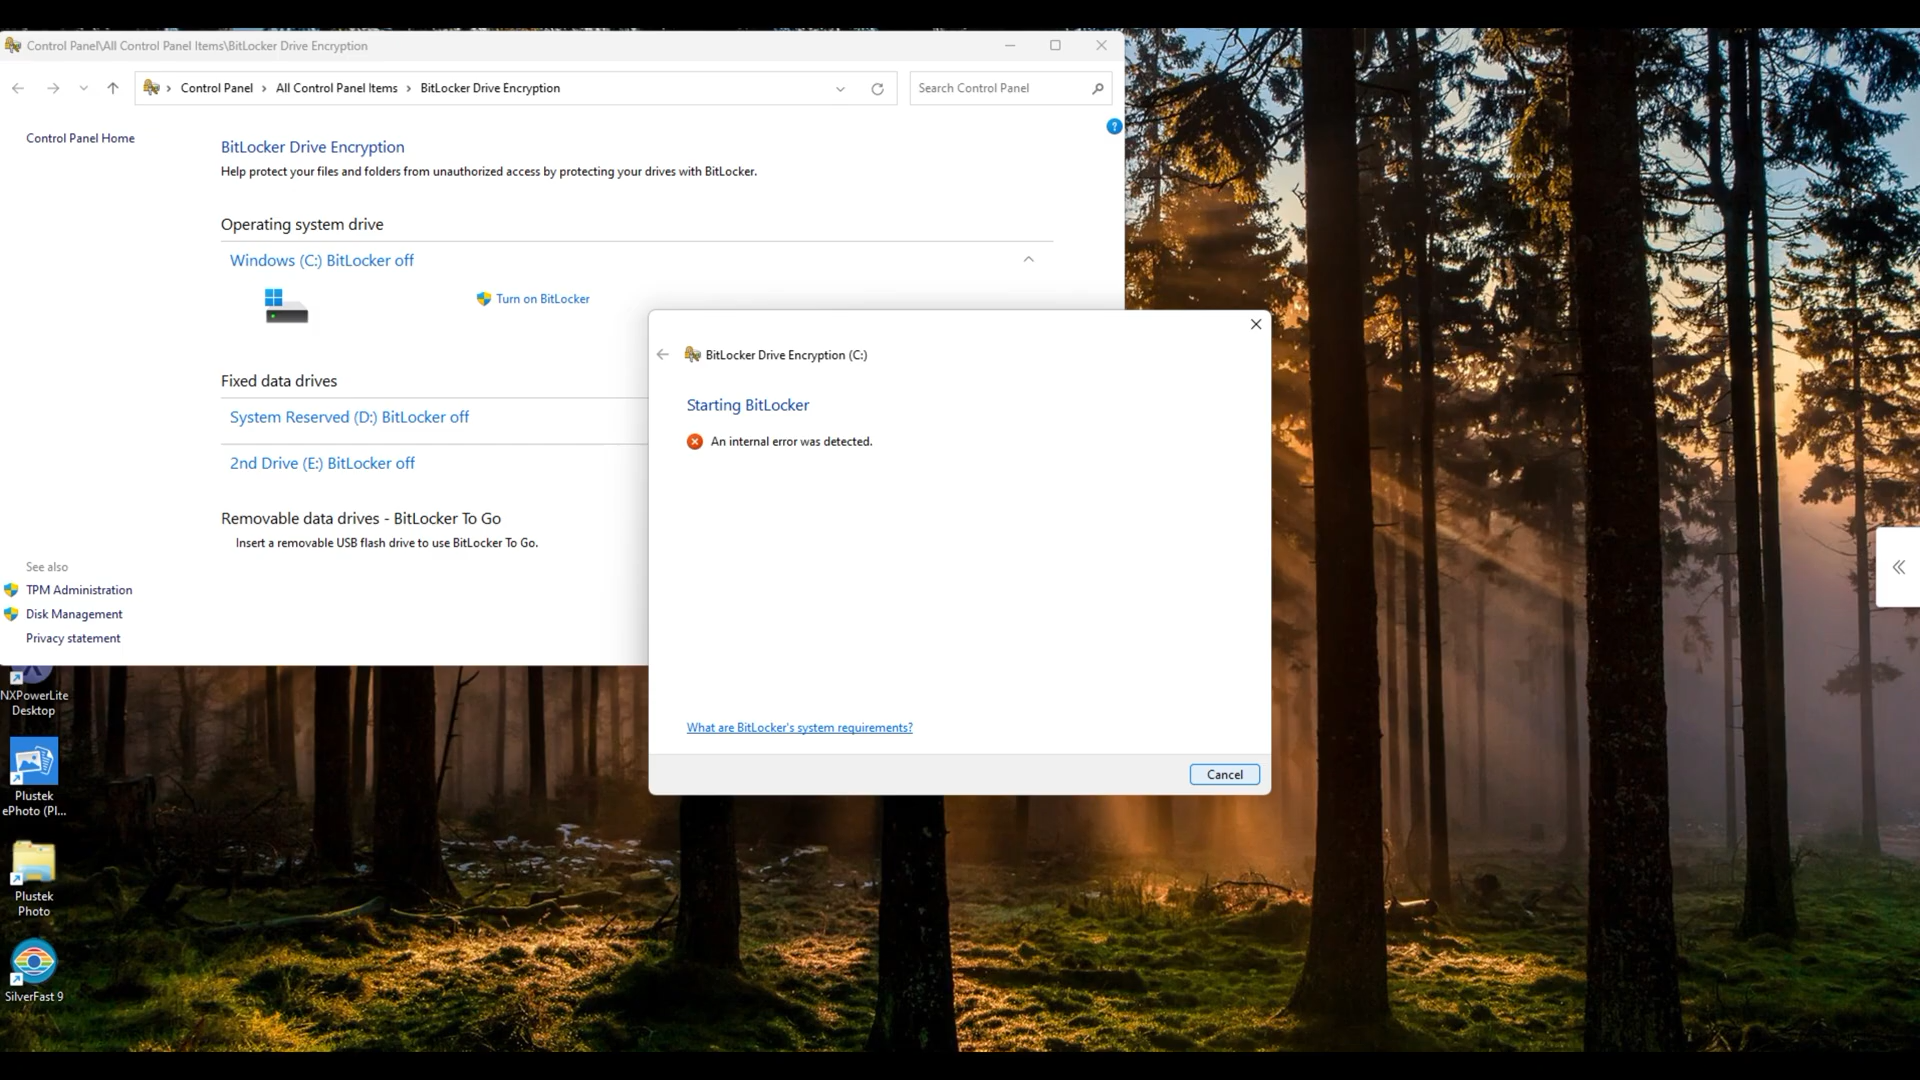 Control Panel\All Control Panel Items\BitLocker Drive Encryption
Control Panel
All Control Panel Items
BitLocker Drive Encryption
Search Control Panel
Control Panel Home
BitLocker Drive Encryption
Help protect your files and folders from unauthorized access by protecting your drives with BitLocker.
Operating system drive
Windows (C:) BitLocker off
Turn on BitLocker
Fixed data drives
System Reserved (D:) BitLocker off
2nd Drive (E:) BitLocker off
Removable data drives - BitLocker To Go
Insert a removable USB flash drive to use BitLocker To Go.
See also
TPM Administration
Disk Management
Privacy statement
BitLocker Drive Encryption (C:)
Starting BitLocker
An internal error was detected.
What are BitLocker's system requirements?
Cancel
NXPowerLite
Desktop
Plustek
ePhoto (Pl...
Plustek
Photo
SilverFast 9